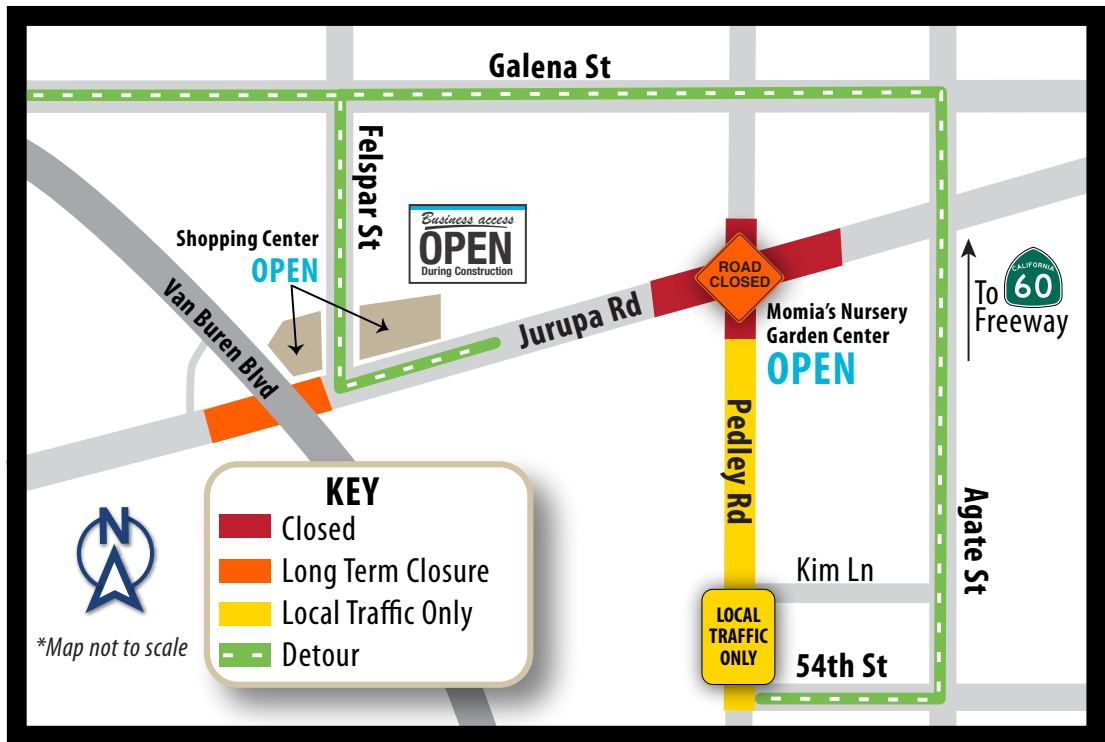 Galena St
Felspar St
Business access
OPEN
During Construction
Shopping Center
OPEN
Van Buren Blvd
Jurupa Rd
ROAD
CLOSED
Momia's Nursery
Garden Center
OPEN
To
Freeway
CALIFORNIA
60
Pedley Rd
Agate St
KEY
Closed
Long Term Closure
Local Traffic Only
Detour
N
*Map not to scale
Kim Ln
LOCAL
TRAFFIC
ONLY
54th St